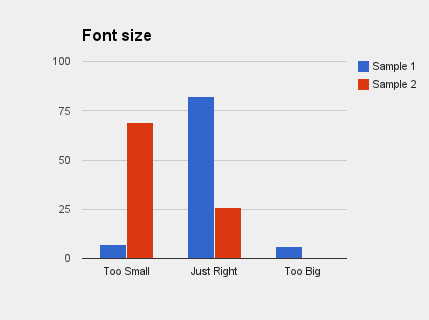 Font size
100
75
50
25
0
Too Small
Just Right
Too Big
Sample 1
Sample 2